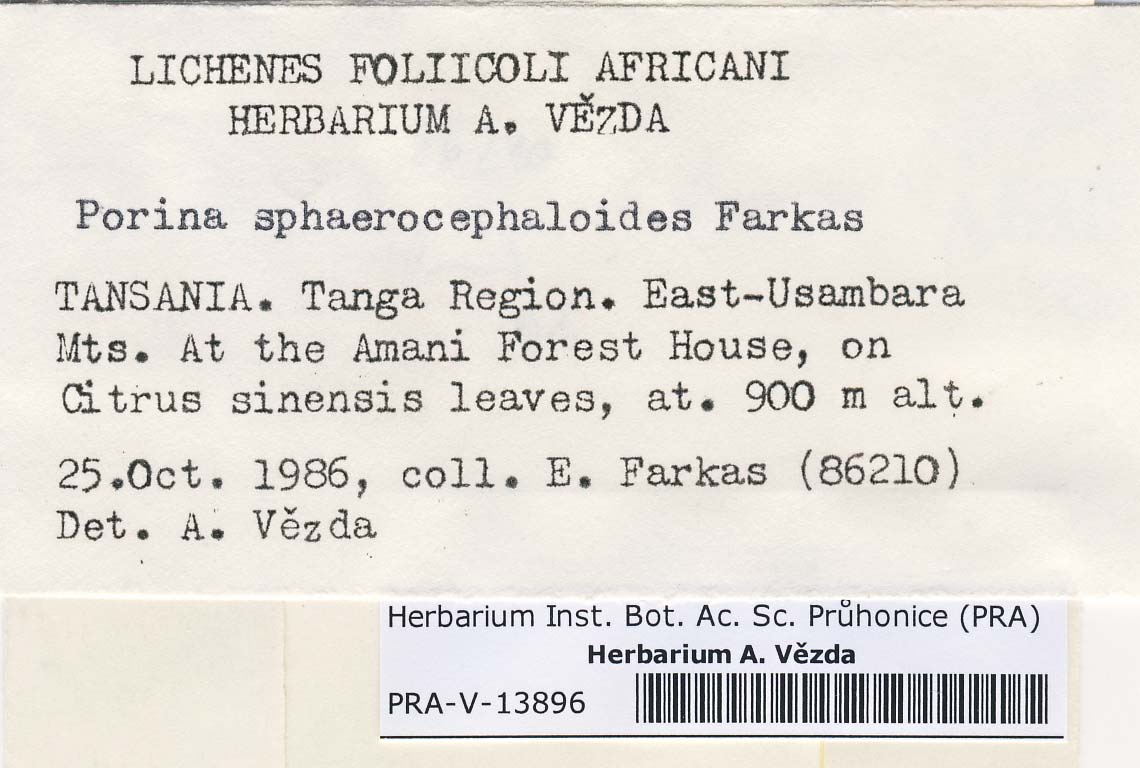 LICHENES FOLIICOLI AFRICANI
HERBARIUM A. VĚZDA
Porina sphaerocephaloides Farkas
TANSANIA. Tanga Region. East-Usambara
Mts. At the Amani Forest House, on
Citrus sinensis leaves, at. 900 m alt.
25.Oct. 1986, coll. E. Farkas (86210)
Det. A. Vězda
Herbarium Inst. Bot. Ac. Sc. Průhonice (PRA)
Herbarium A. Vězda
PRA-V-13896